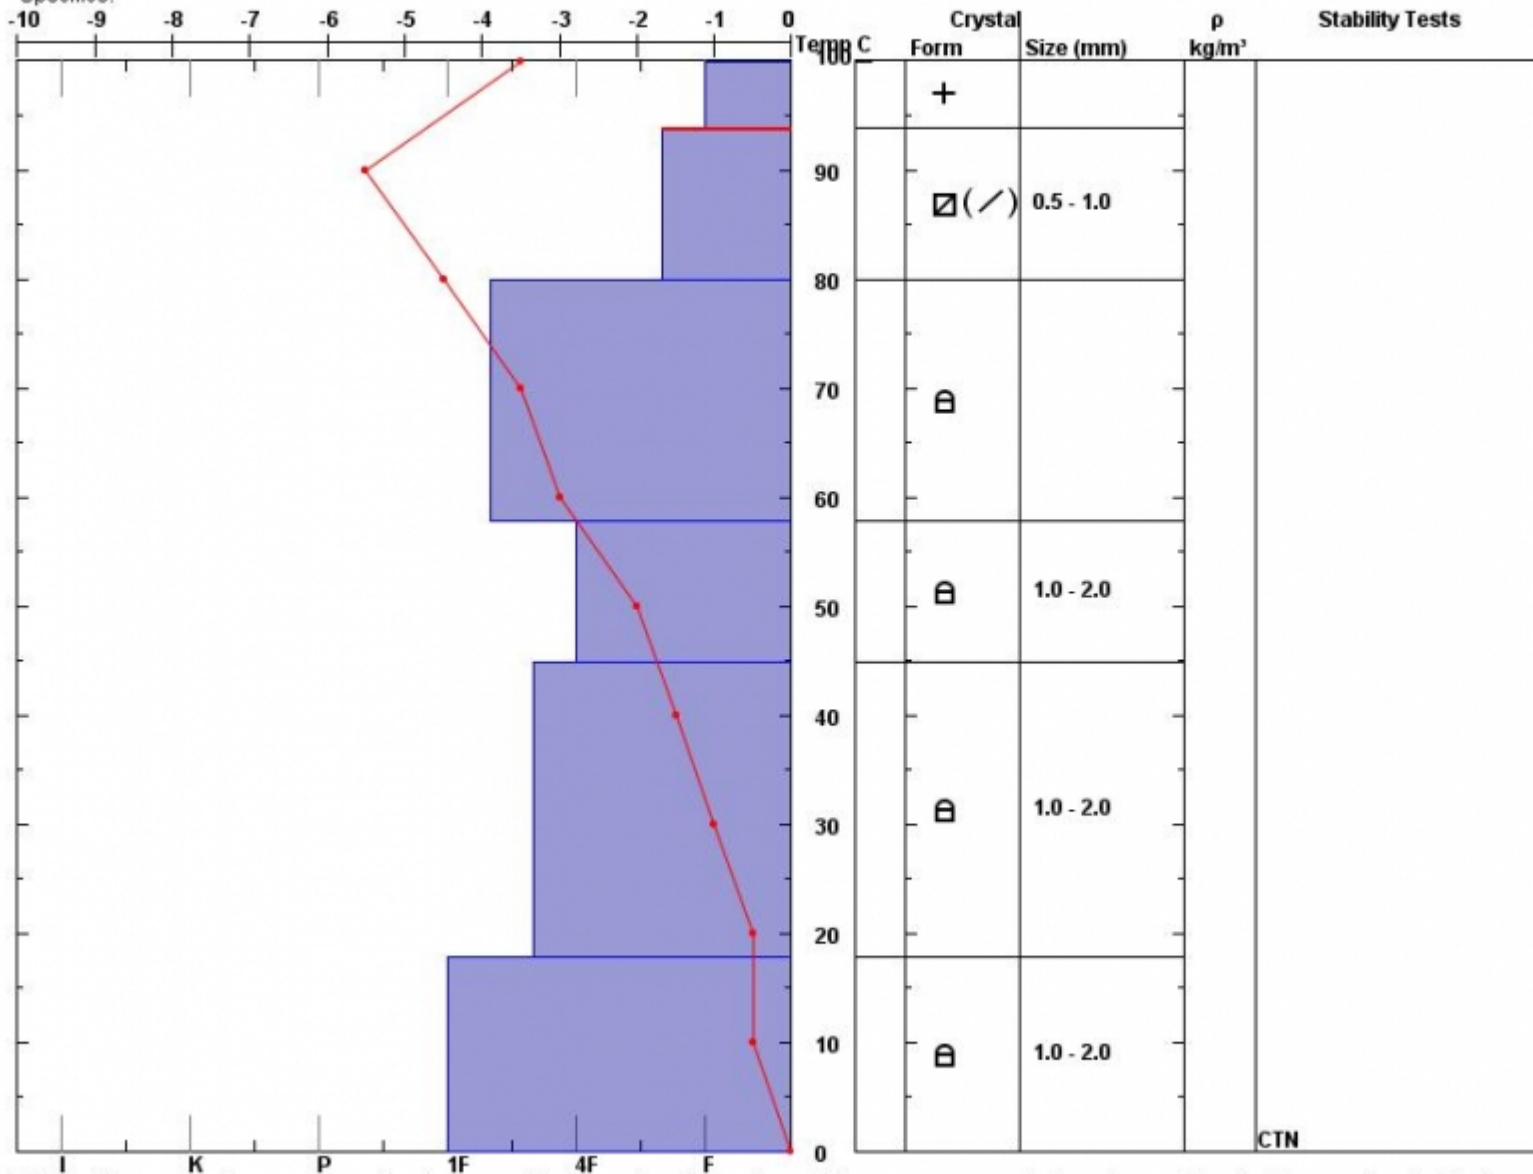 -10 -9 -8 -7 -6 -5 -4 -3 -2 -1 0 Crystal ρ Stability Tests
Temp C Form Size (mm) kg/m³
100
+
90
(/) 0.5 - 1.0
80
70
60
1.0 - 2.0
50
40
1.0 - 2.0
30
20
10 1.0 - 2.0
CTN
0
I K P 1F 4F F